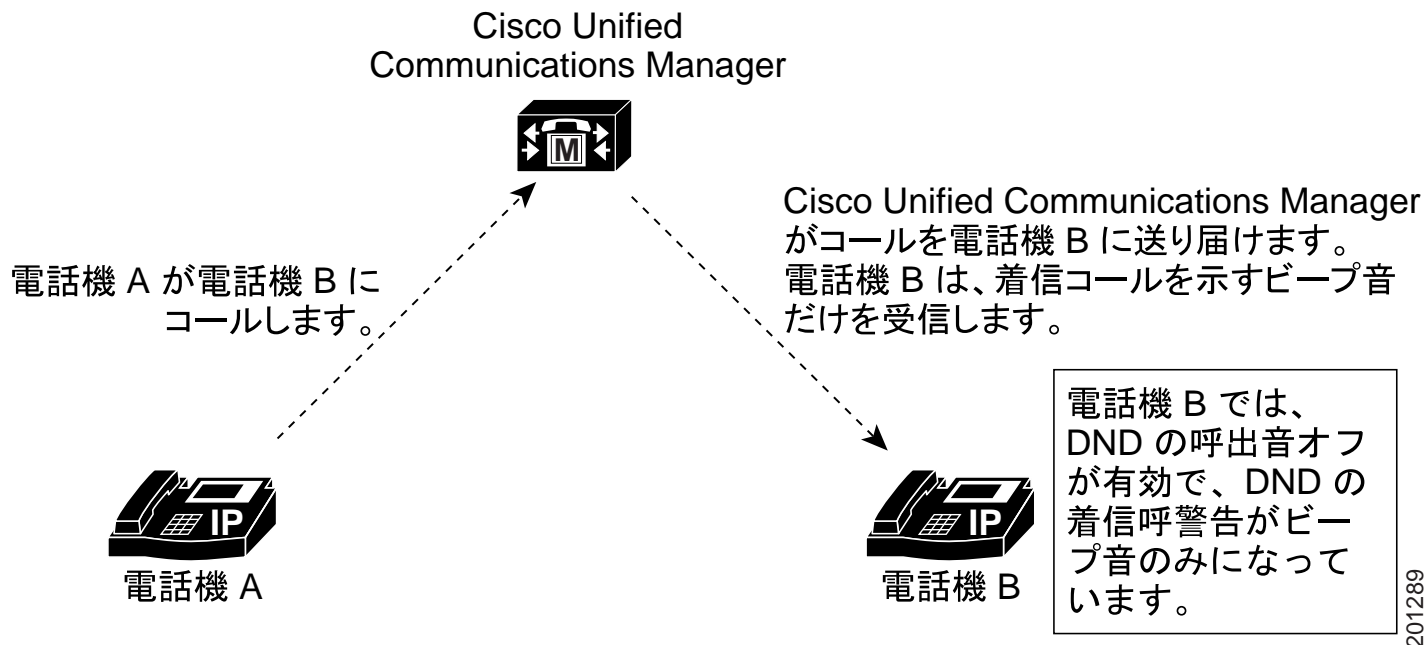 Cisco Unified
Communications Manager
M
Cisco Unified Communications Manager
がコールを電話機 B に送り届けます。
電話機 B は、着信コールを示すビープ音
だけを受信します。
電話機 A が電話機 B に
コールします。
IP
電話機 A
IP
電話機 B
電話機 B では、
DND の呼出音オフ
が有効で、DND の
着信呼警告がビー
プ音のみになって
います。
201289